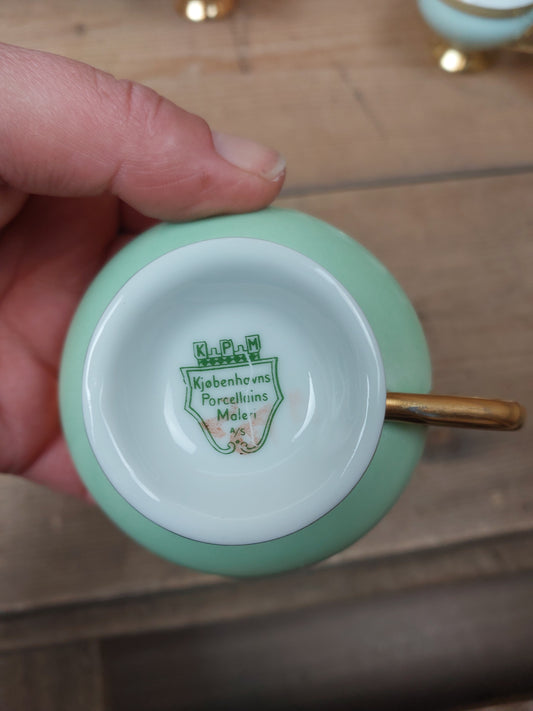 K P M
Kjøbenhavns
Porcellains
Maleri
A/S